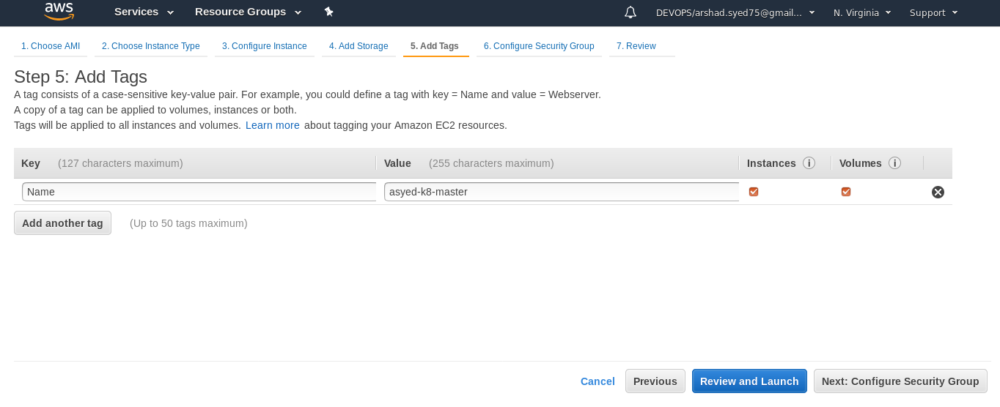 aws Services Resource Groups DEVOPS/arshad.syed75@gmail... N. Virginia Support
1. Choose AMI 2. Choose Instance Type 3. Configure Instance 4. Add Storage 5. Add Tags 6. Configure Security Group 7. Review
Step 5: Add Tags
A tag consists of a case-sensitive key-value pair. For example, you could define a tag with key = Name and value = Webserver.
A copy of a tag can be applied to volumes, instances or both.
Tags will be applied to all instances and volumes. Learn more about tagging your Amazon EC2 resources.
Key (127 characters maximum) Value (255 characters maximum) Instances i Volumes i
Name asyed-k8-master
Add another tag (Up to 50 tags maximum)
Cancel Previous Review and Launch Next: Configure Security Group